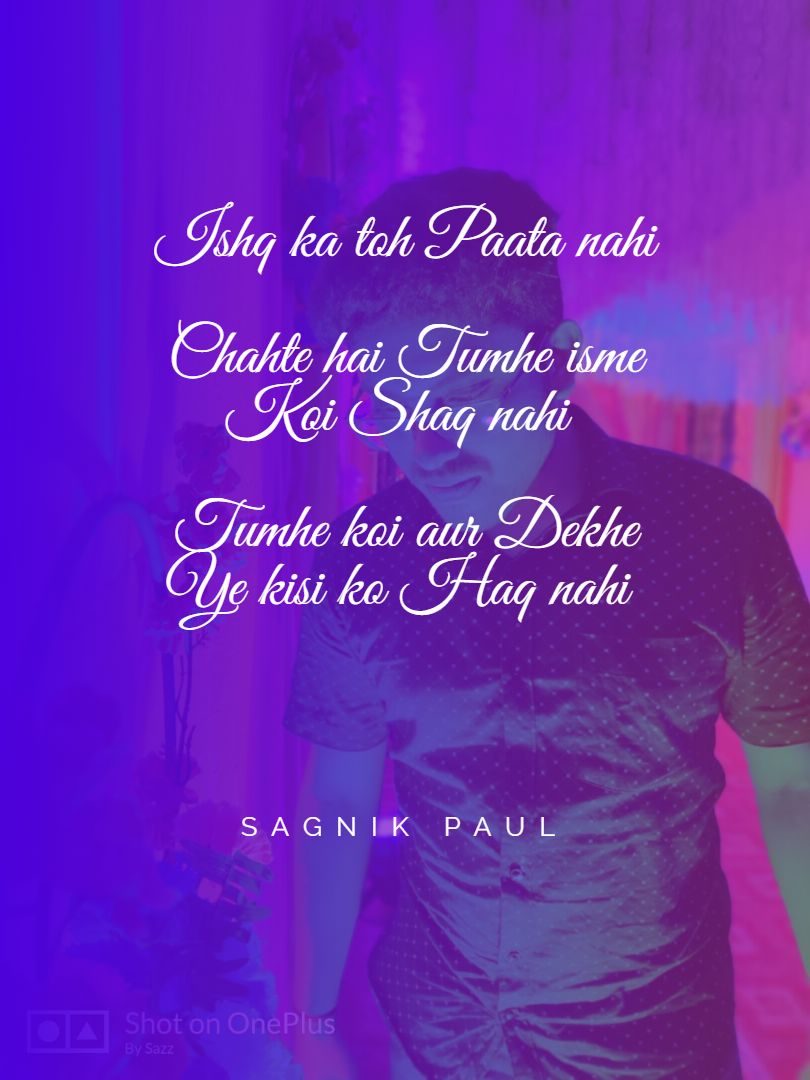 Ishq ka toh Paata nahi
Chahte hai Tumhe isme
Koi Shaq nahi
Tumhe koi aur Dekhe
Ye kisi ko Haq nahi
SAGNIK PAUL
Shot on OnePlus
By Sazz